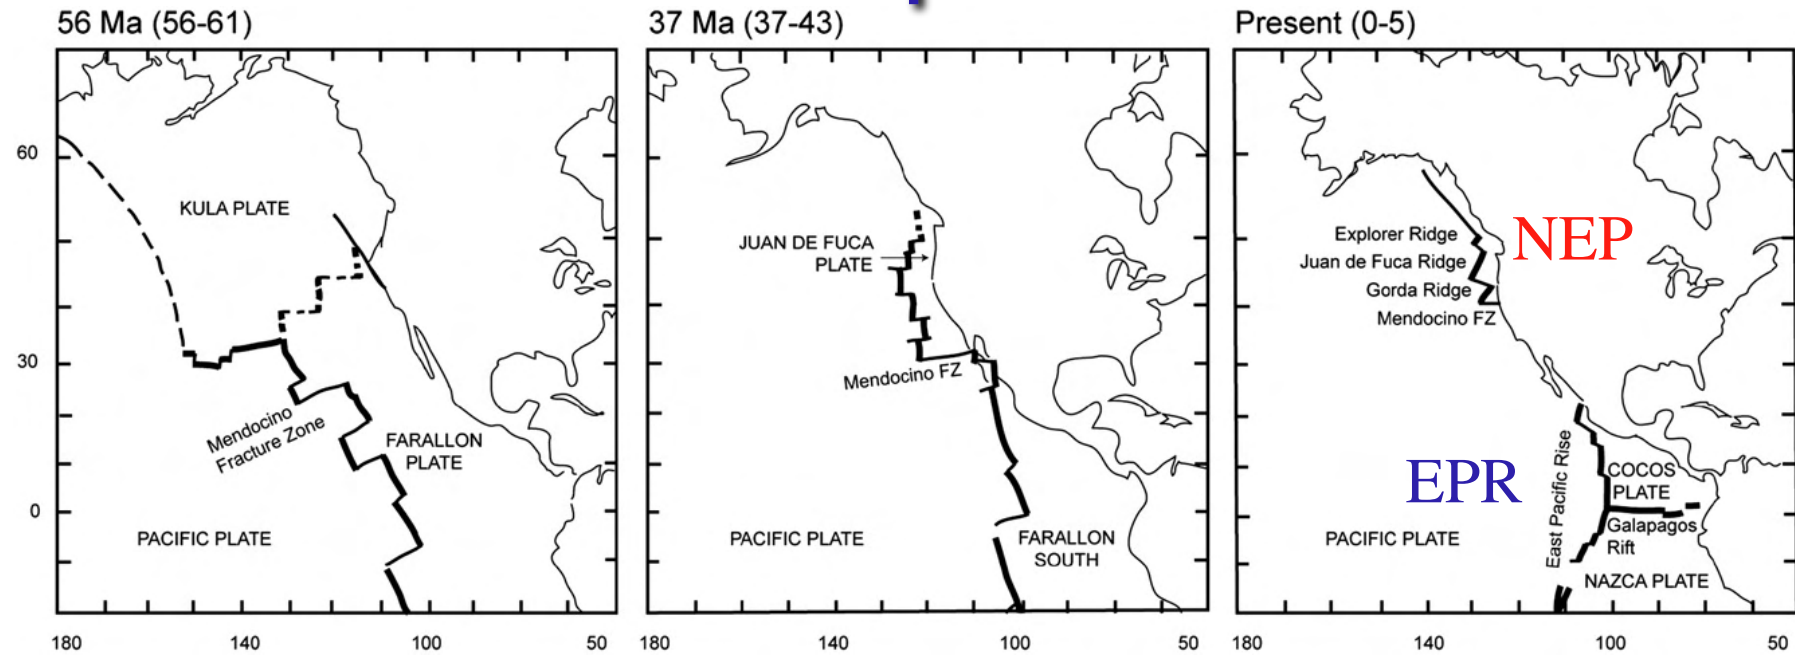 56 Ma (56-61)
60
30
0
KULA PLATE
Mendocino
Fracture Zone
FARALLON
PLATE
PACIFIC PLATE
180
140
100
50
37 Ma (37-43)
JUAN DE FUCA
PLATE
Mendocino FZ
PACIFIC PLATE
FARALLON
SOUTH
180
140
100
50
Present (0-5)
Explorer Ridge
Juan de Fuca Ridge
Gorda Ridge
Mendocino FZ
NEP
EPR
East Pacific Rise
COCOS
PLATE
Galapagos
Rift
PACIFIC PLATE
NAZCA PLATE
180
140
100
50